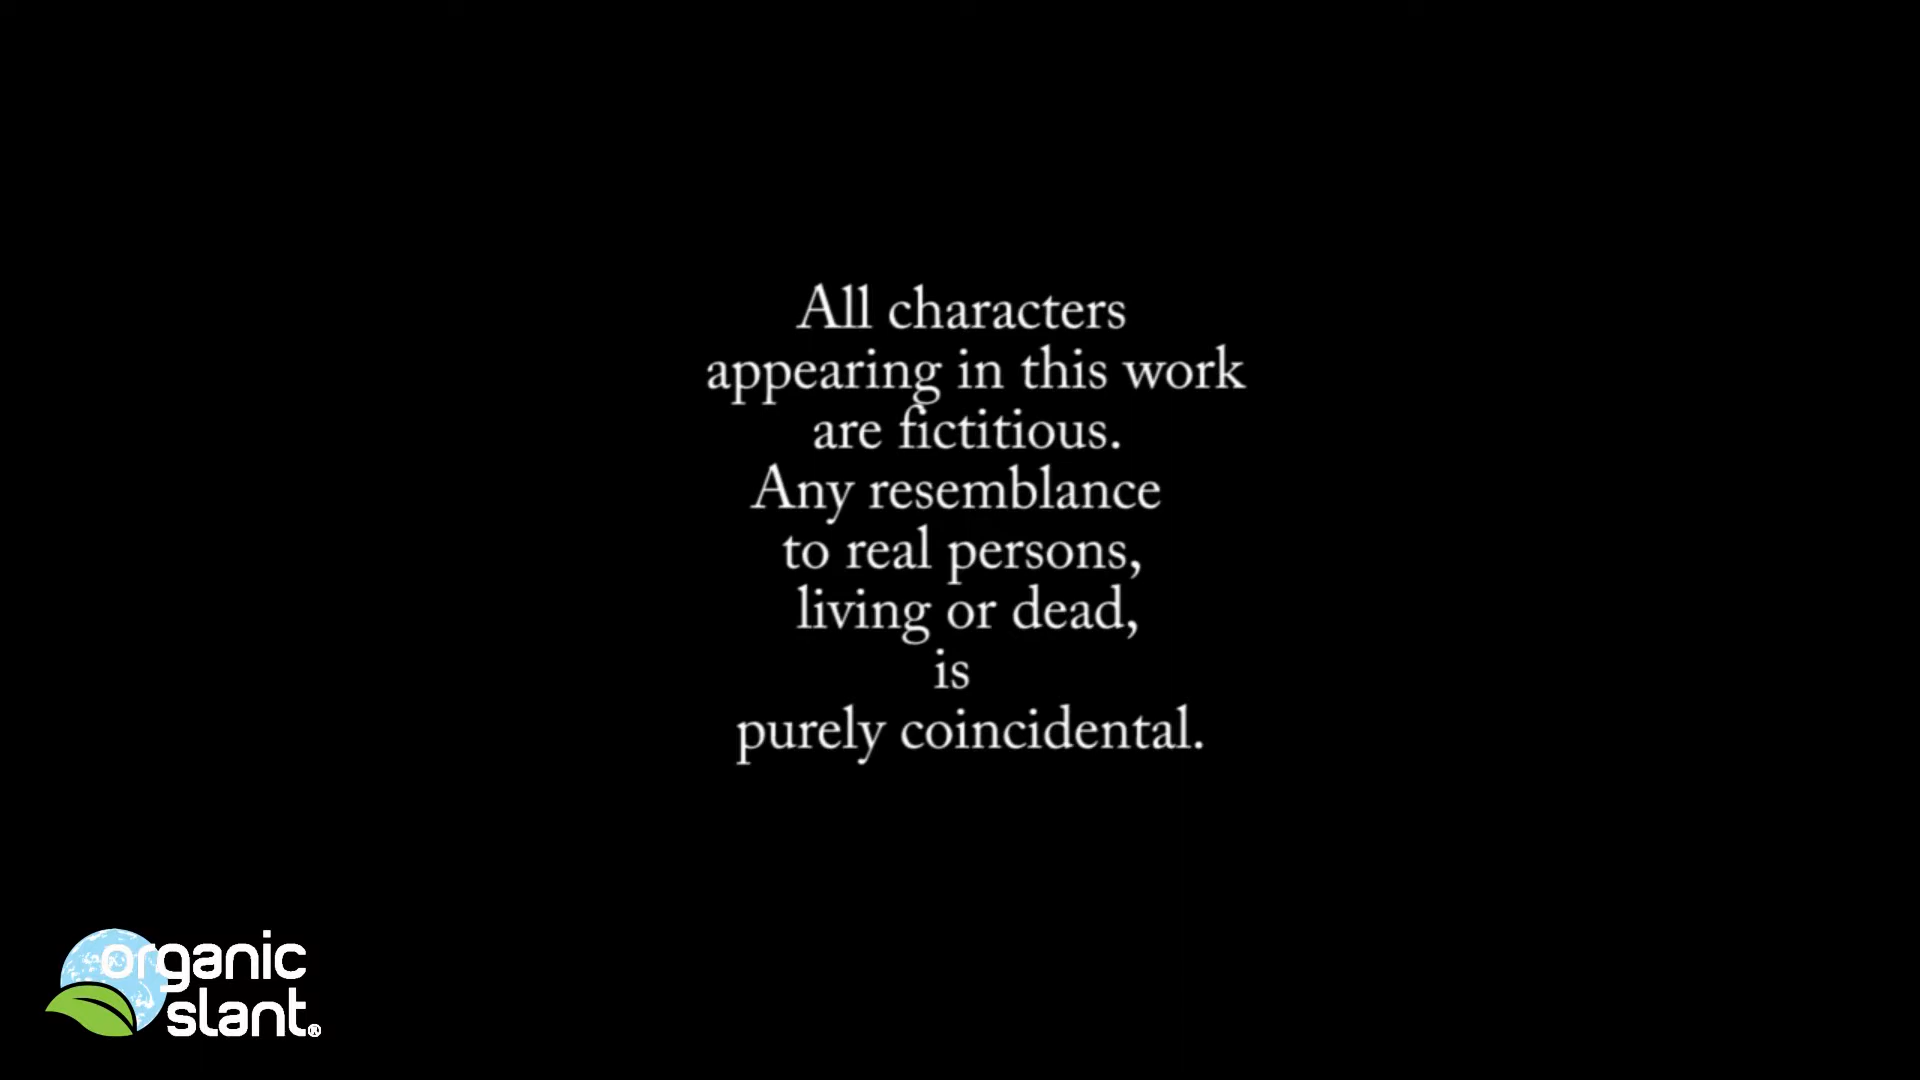 All characters
appearing in this work
are fictitious.
Any resemblance
to real persons,
living or dead,
is
purely coincidental.
organic
slant.®